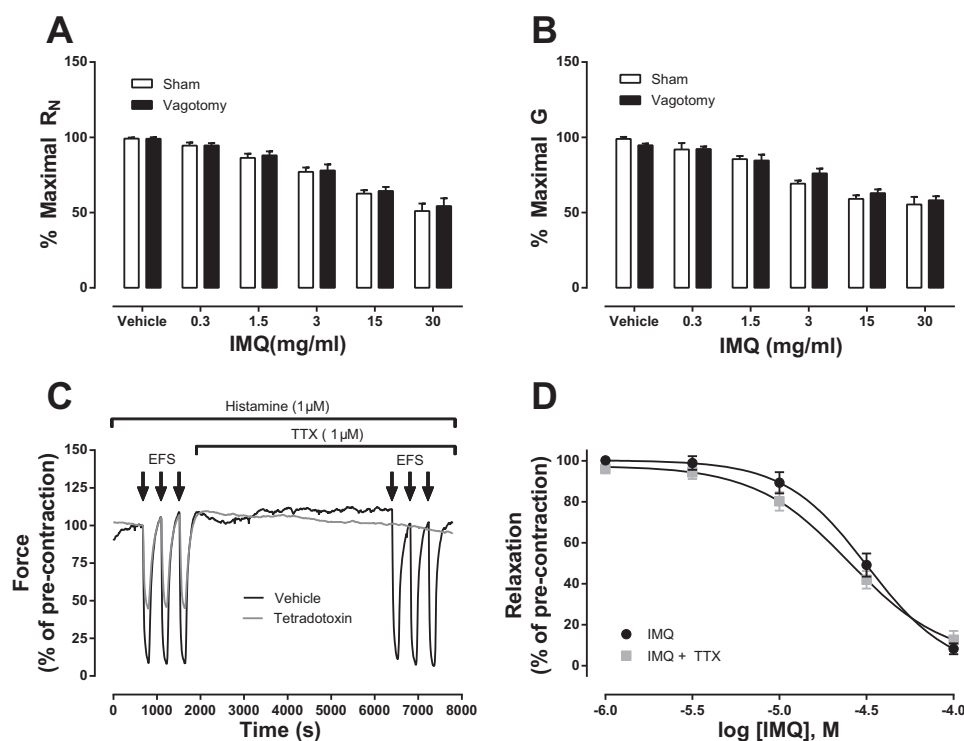 A
% Maximal RN
150
100
50
0
Sham
Vagotomy
Vehicle 0.3 1.5 3 15 30
IMQ(mg/ml)
B
% Maximal G
150
100
50
0
Sham
Vagotomy
Vehicle 0.3 1.5 3 15 30
IMQ (mg/ml)
C
Histamine (1µM)
TTX ( 1µM)
EFS
EFS
Force
(% of pre-contraction)
150
125
100
75
50
25
0
Vehicle
Tetradotoxin
0 1000 2000 3000 4000 5000 6000 7000 8000
Time (s)
D
Relaxation
(% of pre-contraction)
100
80
60
40
20
0
IMQ
IMQ + TTX
-6.0 -5.5 -5.0 -4.5 -4.0
log [IMQ], M